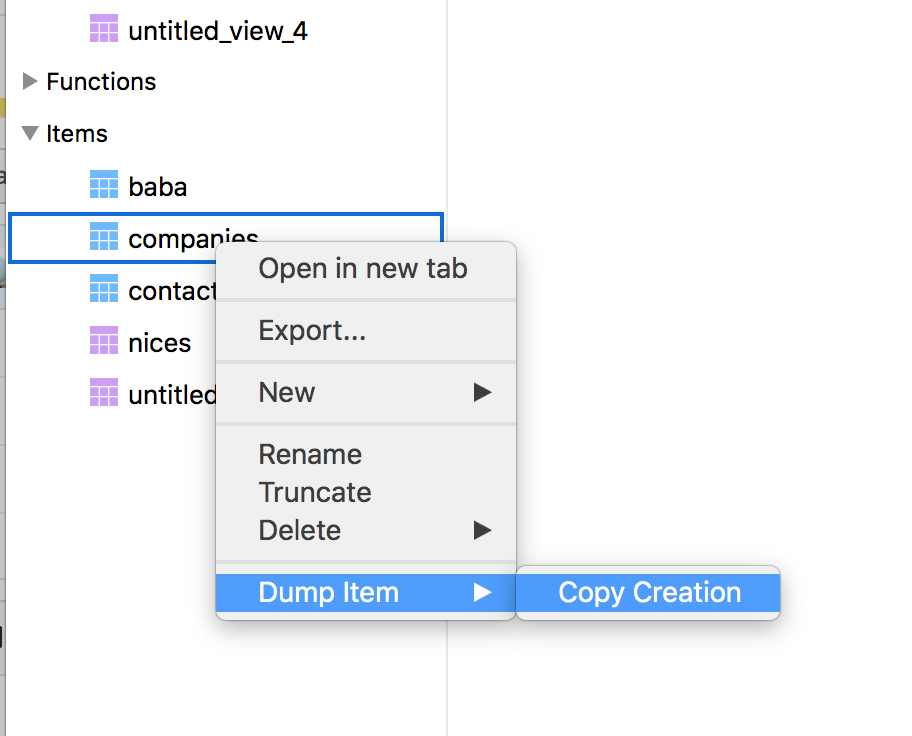 untitled_view_4
Functions
Items
baba
companies
contact
nices
untitled
Open in new tab
Export...
New
Rename
Truncate
Delete
Dump Item
Copy Creation